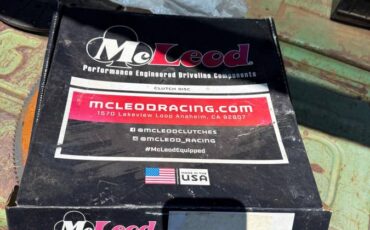 McLeod
Performance Engineered Driveline Components
CLUTCH DISC
MCLEODRACING.COM
1570 Lakeview Loop Anaheim, CA 92807
@MCLEODCLUTCHES
@MCLEOD_RACING
#McLeodEquipped
MADE IN THE
USA
McLeod